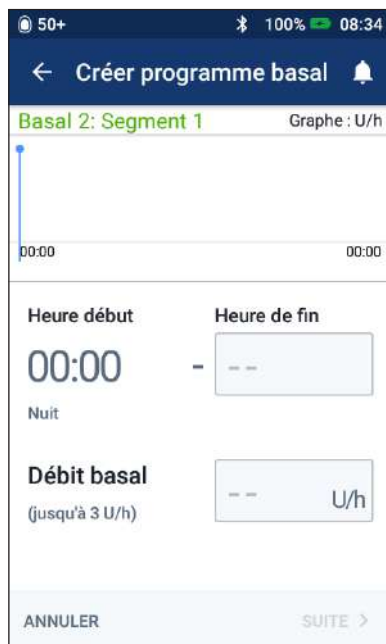 50+ 100% 08:34
Créer programme basal
Basal 2: Segment 1 Graphe : U/h
00:00 00:00
Heure début Heure de fin
00:00 - --
Nuit
Débit basal -- U/h
(jusqu'à 3 U/h)
ANNULER SUITE >